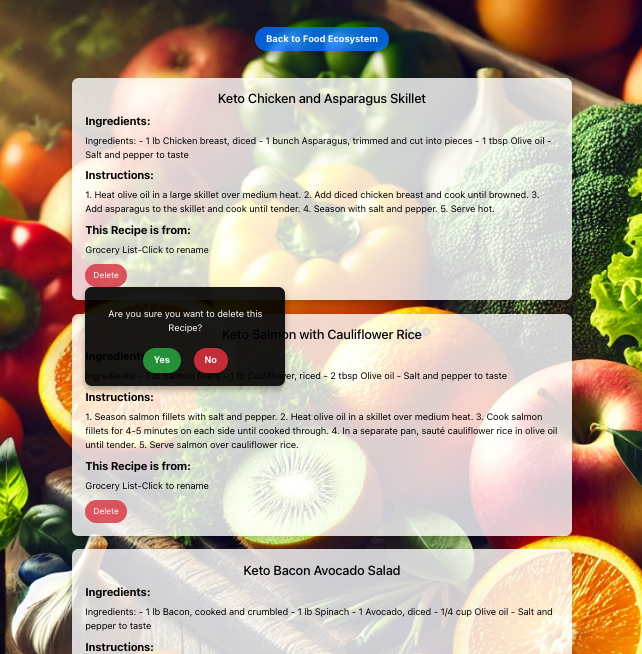 Back to Food Ecosystem
Keto Chicken and Asparagus Skillet
Ingredients:
Ingredients: - 1 lb Chicken breast, diced - 1 bunch Asparagus, trimmed and cut into pieces - 1 tbsp Olive oil -
Salt and pepper to taste
Instructions:
1. Heat olive oil in a large skillet over medium heat. 2. Add diced chicken breast and cook until browned. 3.
Add asparagus to the skillet and cook until tender. 4. Season with salt and pepper. 5. Serve hot.
This Recipe is from:
Grocery List-Click to rename
Delete
Are you sure you want to delete this
Recipe?
Yes No
Keto Salmon with Cauliflower Rice
Ingredients:
Ingredients: - 1 lb Salmon fillets - 1 lb Cauliflower, riced - 2 tbsp Olive oil - Salt and pepper to taste
Instructions:
1. Season salmon fillets with salt and pepper. 2. Heat olive oil in a skillet over medium heat. 3. Cook salmon
fillets for 4-5 minutes on each side until cooked through. 4. In a separate pan, sauté cauliflower rice in olive oil
until tender. 5. Serve salmon over cauliflower rice.
This Recipe is from:
Grocery List-Click to rename
Delete
Keto Bacon Avocado Salad
Ingredients:
Ingredients: - 1 lb Bacon, cooked and crumbled - 1 lb Spinach - 1 Avocado, diced - 1/4 cup Olive oil - Salt and
pepper to taste
Instructions: